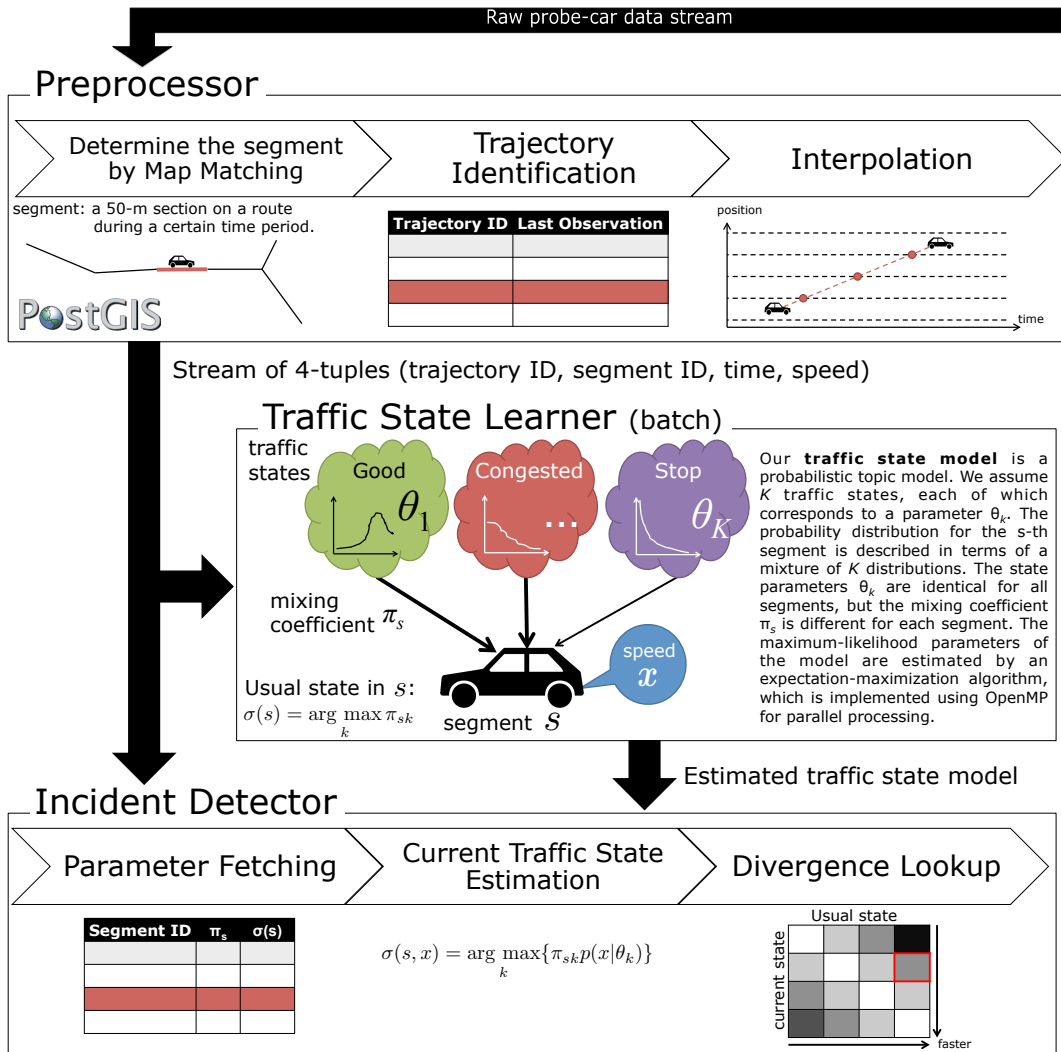 Raw probe-car data stream
Preprocessor
Determine the segment
by Map Matching
Trajectory
Identification
Interpolation
segment: a 50-m section on a route
during a certain time period.
PostGIS
Trajectory ID Last Observation
position
time
Stream of 4-tuples (trajectory ID, segment ID, time, speed)
Traffic State Learner (batch)
traffic
states
Good
θ1
Congested
...
Stop
θK
mixing
coefficient πs
speed
x
Usual state in s:
σ(s) = arg max πsk
k
segment s
Our traffic state model is a
probabilistic topic model. We assume
K traffic states, each of which
corresponds to a parameter θk. The
probability distribution for the s-th
segment is described in terms of a
mixture of K distributions. The state
parameters θk are identical for all
segments, but the mixing coefficient
πs is different for each segment. The
maximum-likelihood parameters
of the model are estimated by an
expectation-maximization algorithm,
which is implemented using OpenMP
for parallel processing.
Estimated traffic state model
Incident Detector
Parameter Fetching
Current Traffic State
Estimation
Divergence Lookup
Segment ID πs σ(s)
σ(s, x) = arg max{πsk p(x|θk)}
k
Usual state
current state
faster